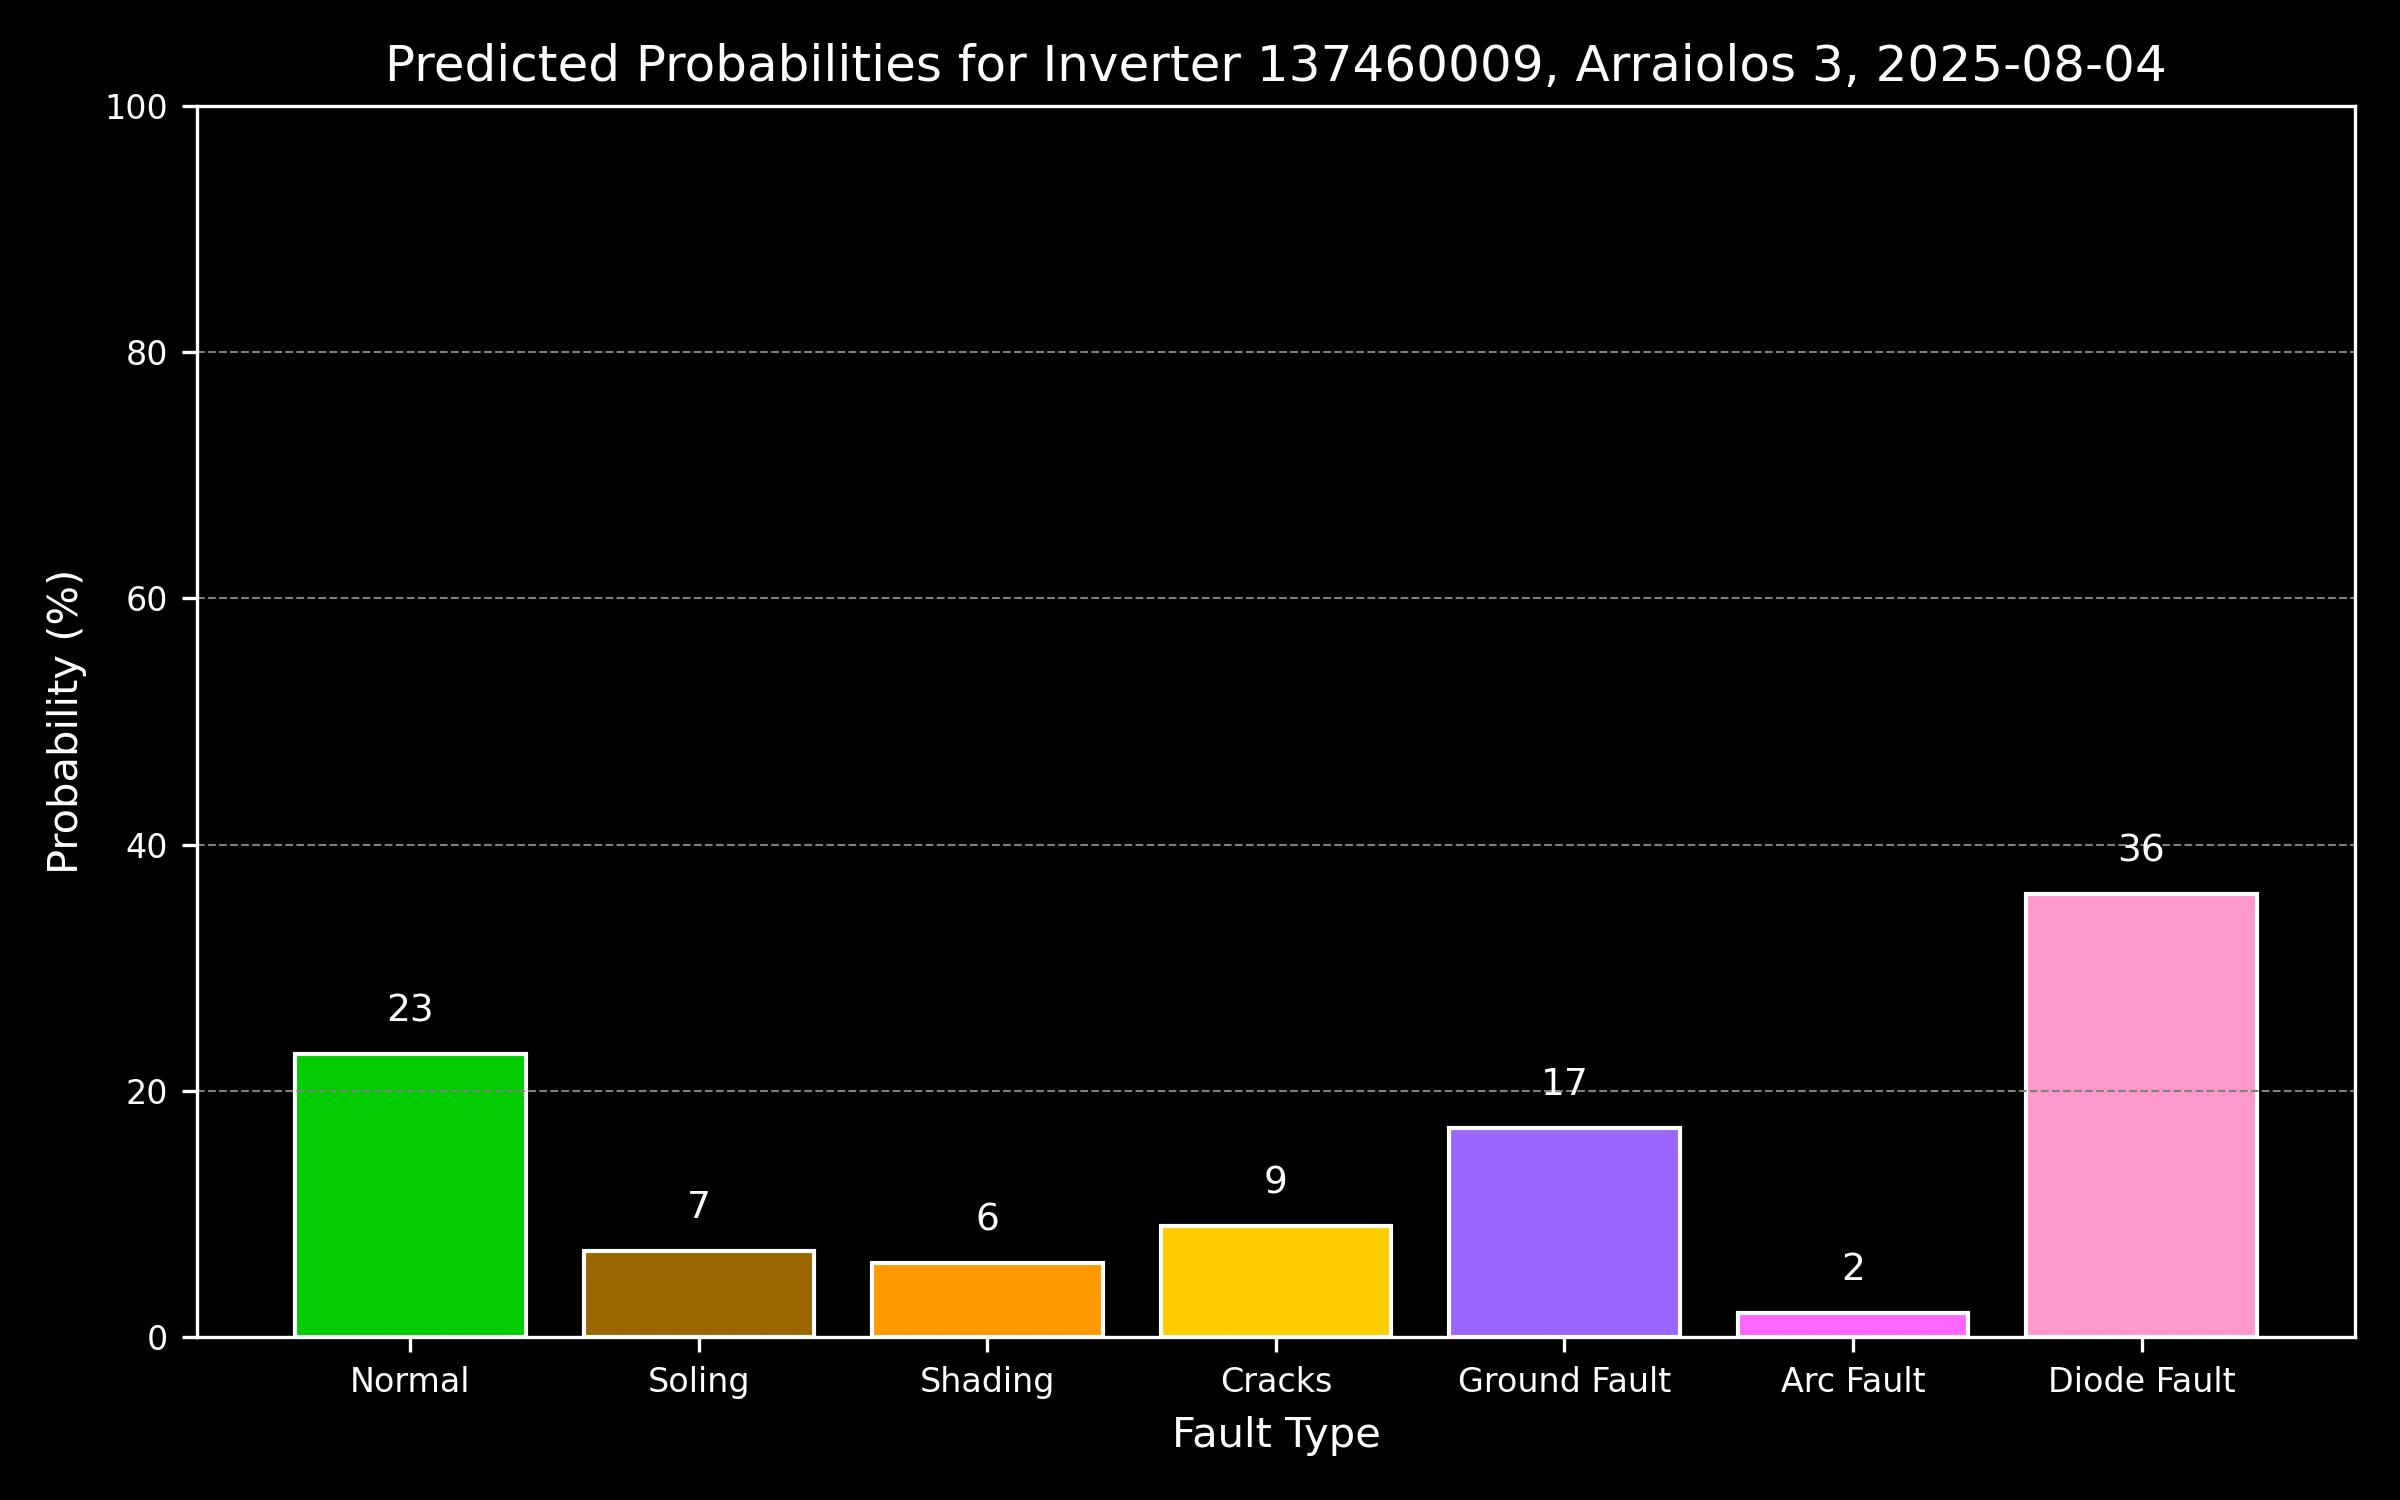 Predicted Probabilities for Inverter 137460009, Arraiolos 3, 2025-08-04
100
80
60
40
20
0
Probability (%)
23
7
6
9
17
2
36
Normal
Soling
Shading
Cracks
Ground Fault
Arc Fault
Diode Fault
Fault Type